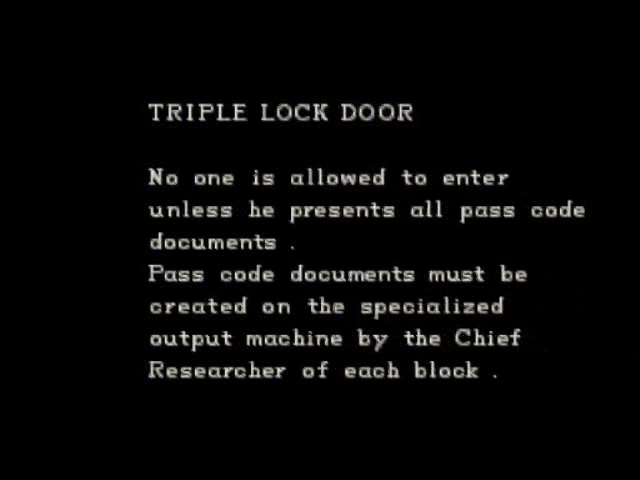 TRIPLE LOCK DOOR
No one is allowed to enter
unless he presents all pass code
documents .
Pass code documents must be
created on the specialized
output machine by the Chief
Researcher of each block .